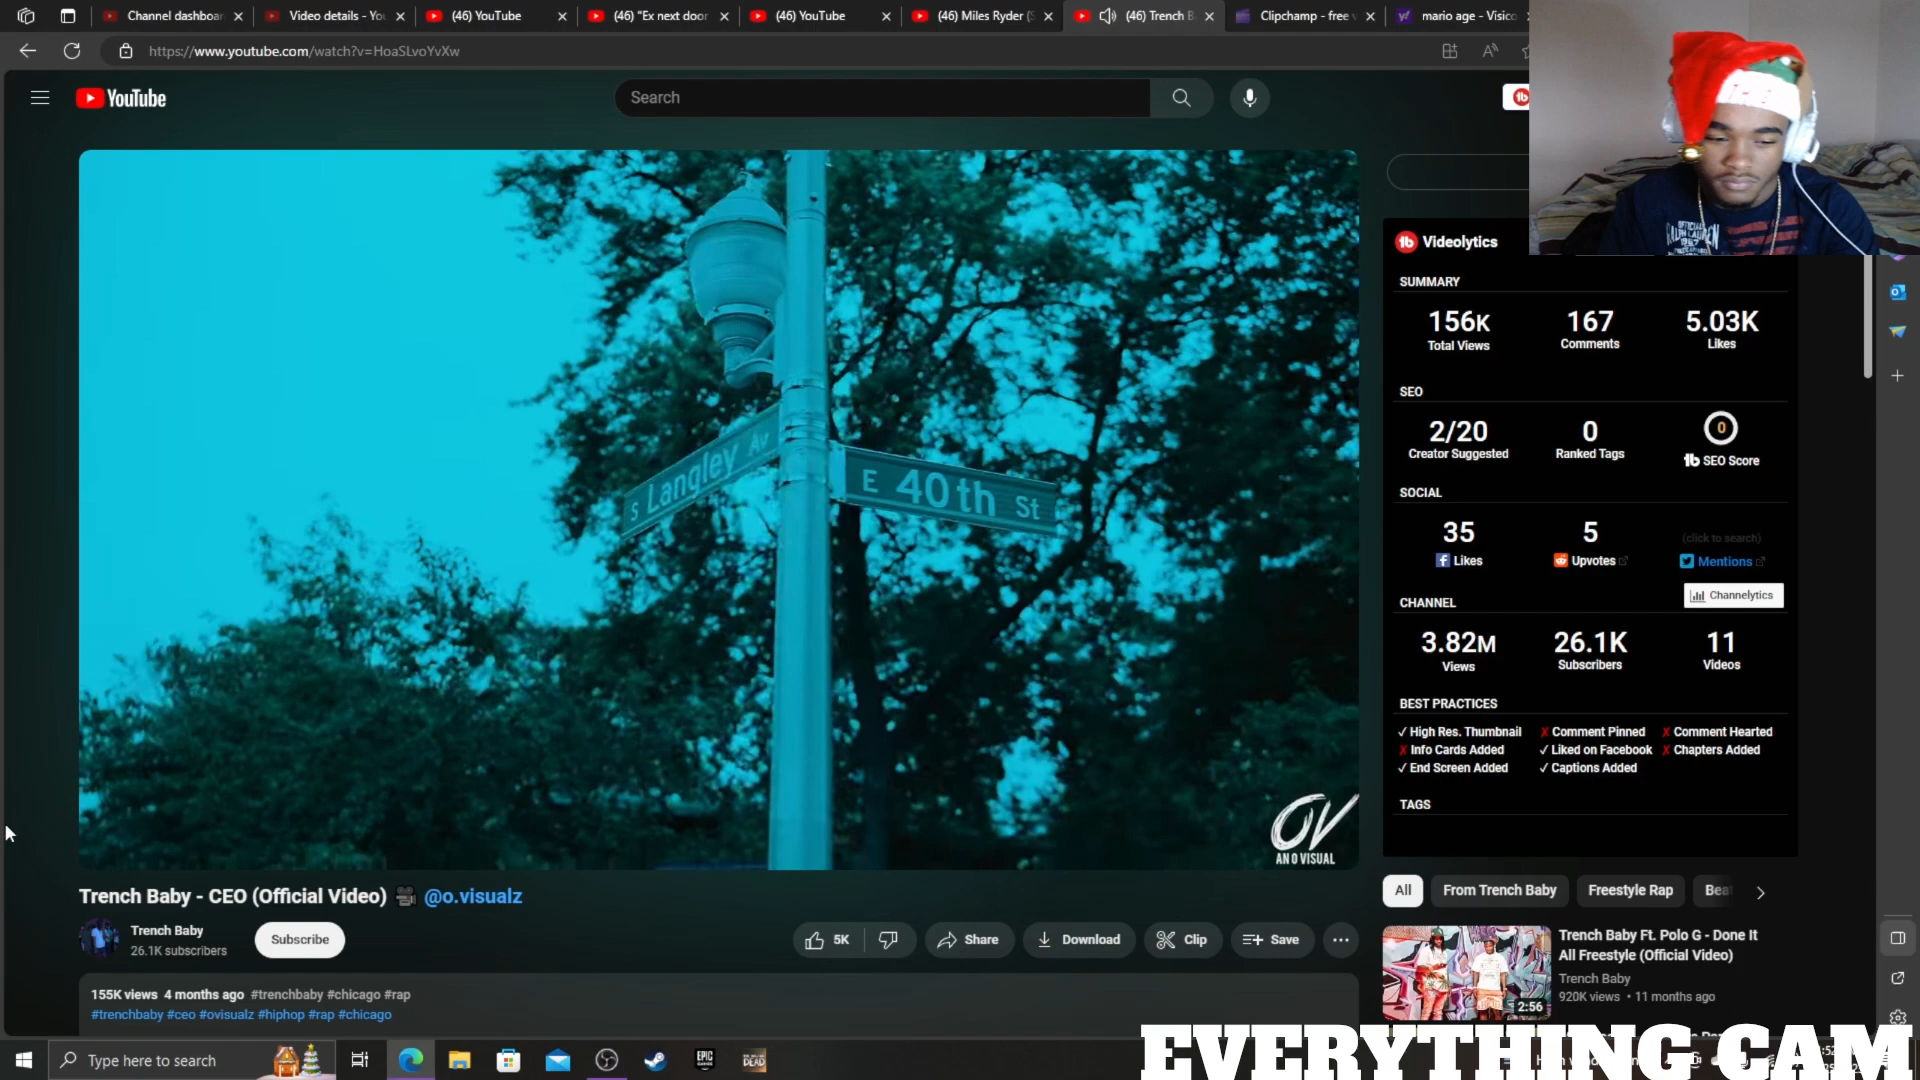 Channel dashboar
Video details - You
(46) YouTube
(46) "Ex next door
(46) YouTube
(46) Miles Ryder (S
(46) Trench B
Clipchamp - free v
mario age - Visico
https://www.youtube.com/watch?v=HoaSLvoYvXw
YouTube
Search
S Langley Av
E 40th St
OV
AN O VISUAL
Trench Baby - CEO (Official Video) @o.visualz
Trench Baby
26.1K subscribers
Subscribe
5K
Share
Download
Clip
Save
155K views 4 months ago #trenchbaby #chicago #rap
#trenchbaby #ceo #ovisualz #hiphop #rap #chicago
Videolytics
SUMMARY
156K 167 5.03K
Total Views Comments Likes
SEO
2/20 0 0
Creator Suggested Ranked Tags SEO Score
SOCIAL
35 5 (click to search)
Likes Upvotes Mentions
Channelytics
CHANNEL
3.82M 26.1K 11
Views Subscribers Videos
BEST PRACTICES
✓ High Res. Thumbnail ✗ Comment Pinned ✗ Comment Hearted
✗ Info Cards Added ✓ Liked on Facebook ✗ Chapters Added
✓ End Screen Added ✓ Captions Added
TAGS
All
From Trench Baby
Freestyle Rap
Bea
Trench Baby Ft. Polo G - Done It
All Freestyle (Official Video)
Trench Baby
920K views • 11 months ago
2:56
Type here to search
EPIC
GAMES
DEAD
EVERYTHING CAM